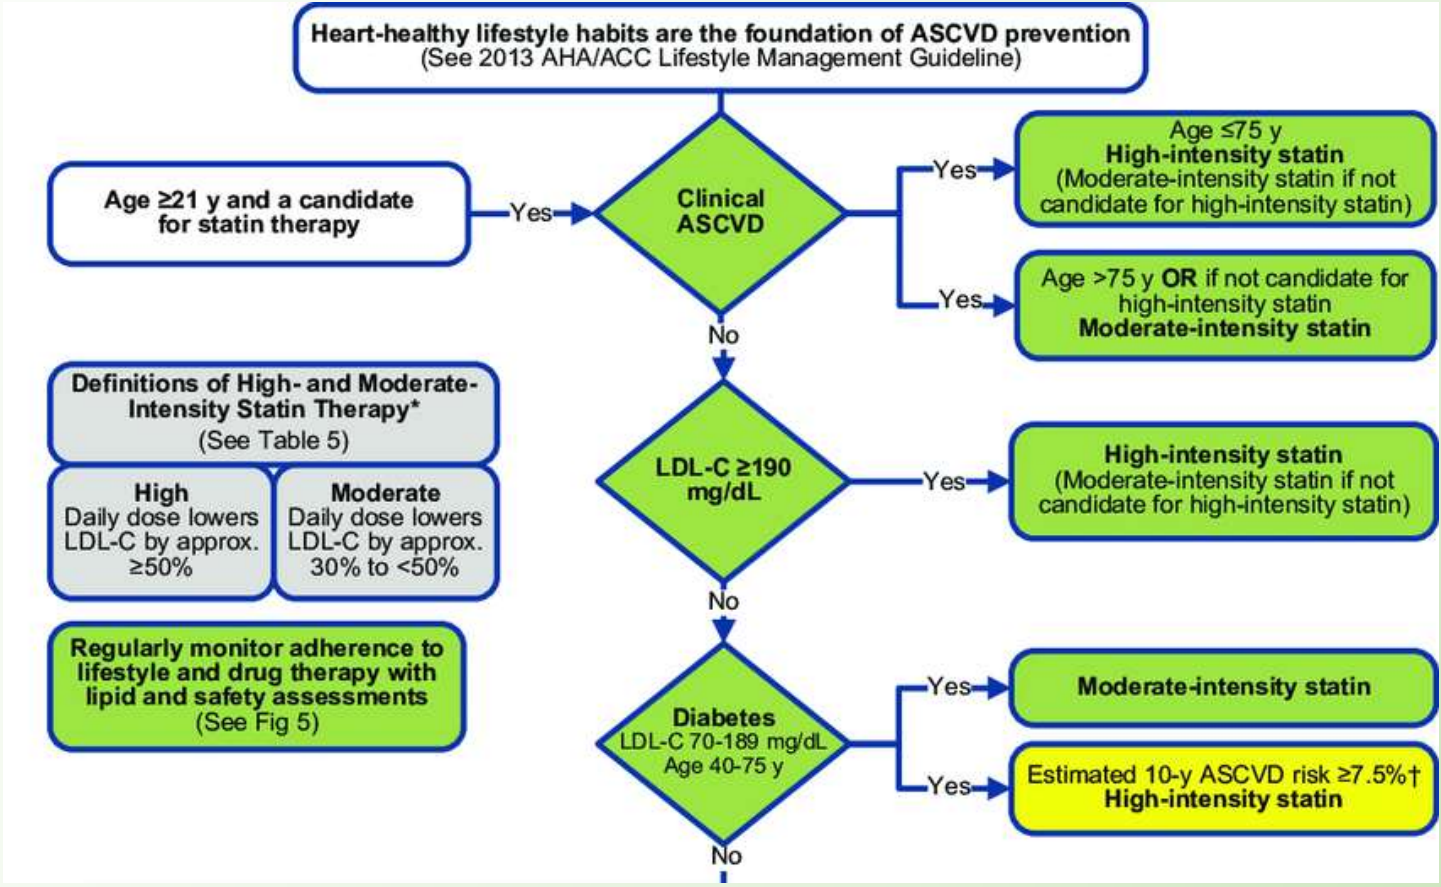 Heart-healthy lifestyle habits are the foundation of ASCVD prevention
(See 2013 AHA/ACC Lifestyle Management Guideline)
Age ≥21 y and a candidate
for statin therapy
Yes
Clinical
ASCVD
Yes
Age ≤75 y
High-intensity statin
(Moderate-intensity statin if not
candidate for high-intensity statin)
Yes
Age >75 y OR if not candidate for
high-intensity statin
Moderate-intensity statin
No
Definitions of High- and Moderate-
Intensity Statin Therapy*
(See Table 5)
High
Daily dose lowers
LDL-C by approx.
≥50%
Moderate
Daily dose lowers
LDL-C by approx.
30% to <50%
LDL-C ≥190
mg/dL
Yes
High-intensity statin
(Moderate-intensity statin if not
candidate for high-intensity statin)
No
Regularly monitor adherence to
lifestyle and drug therapy with
lipid and safety assessments
(See Fig 5)
Diabetes
LDL-C 70-189 mg/dL
Age 40-75 y
Yes
Moderate-intensity statin
Yes
Estimated 10-y ASCVD risk ≥7.5%†
High-intensity statin
No